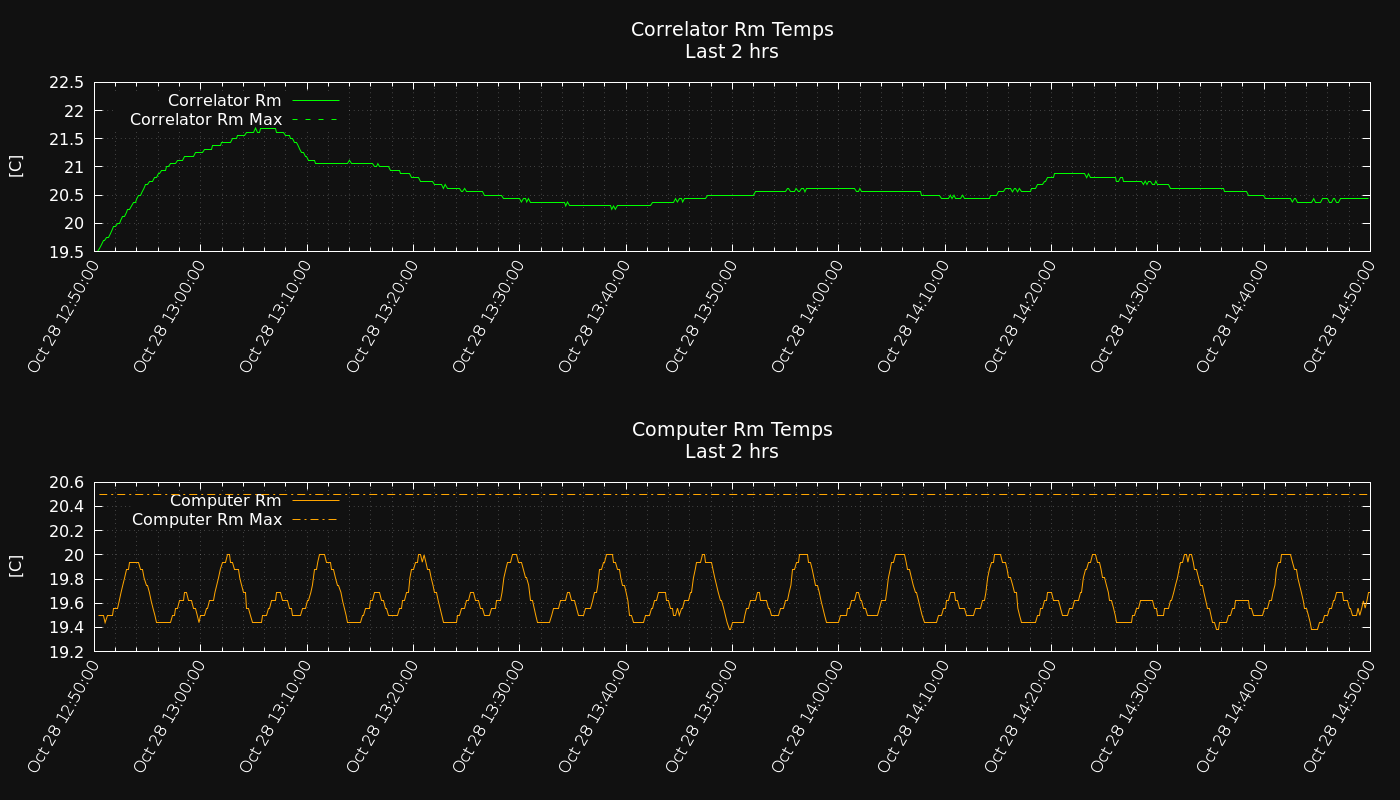 Correlator Rm Temps
Last 2 hrs
22.5
22
21.5
21
20.5
20
19.5
[C]
Correlator Rm
Correlator Rm Max
Oct 28 12:50:00
Oct 28 13:00:00
Oct 28 13:10:00
Oct 28 13:20:00
Oct 28 13:30:00
Oct 28 13:40:00
Oct 28 13:50:00
Oct 28 14:00:00
Oct 28 14:10:00
Oct 28 14:20:00
Oct 28 14:30:00
Oct 28 14:40:00
Oct 28 14:50:00
Computer Rm Temps
Last 2 hrs
20.6
20.4
20.2
20
19.8
19.6
19.4
19.2
[C]
Computer Rm
Computer Rm Max
Oct 28 12:50:00
Oct 28 13:00:00
Oct 28 13:10:00
Oct 28 13:20:00
Oct 28 13:30:00
Oct 28 13:40:00
Oct 28 13:50:00
Oct 28 14:00:00
Oct 28 14:10:00
Oct 28 14:20:00
Oct 28 14:30:00
Oct 28 14:40:00
Oct 28 14:50:00